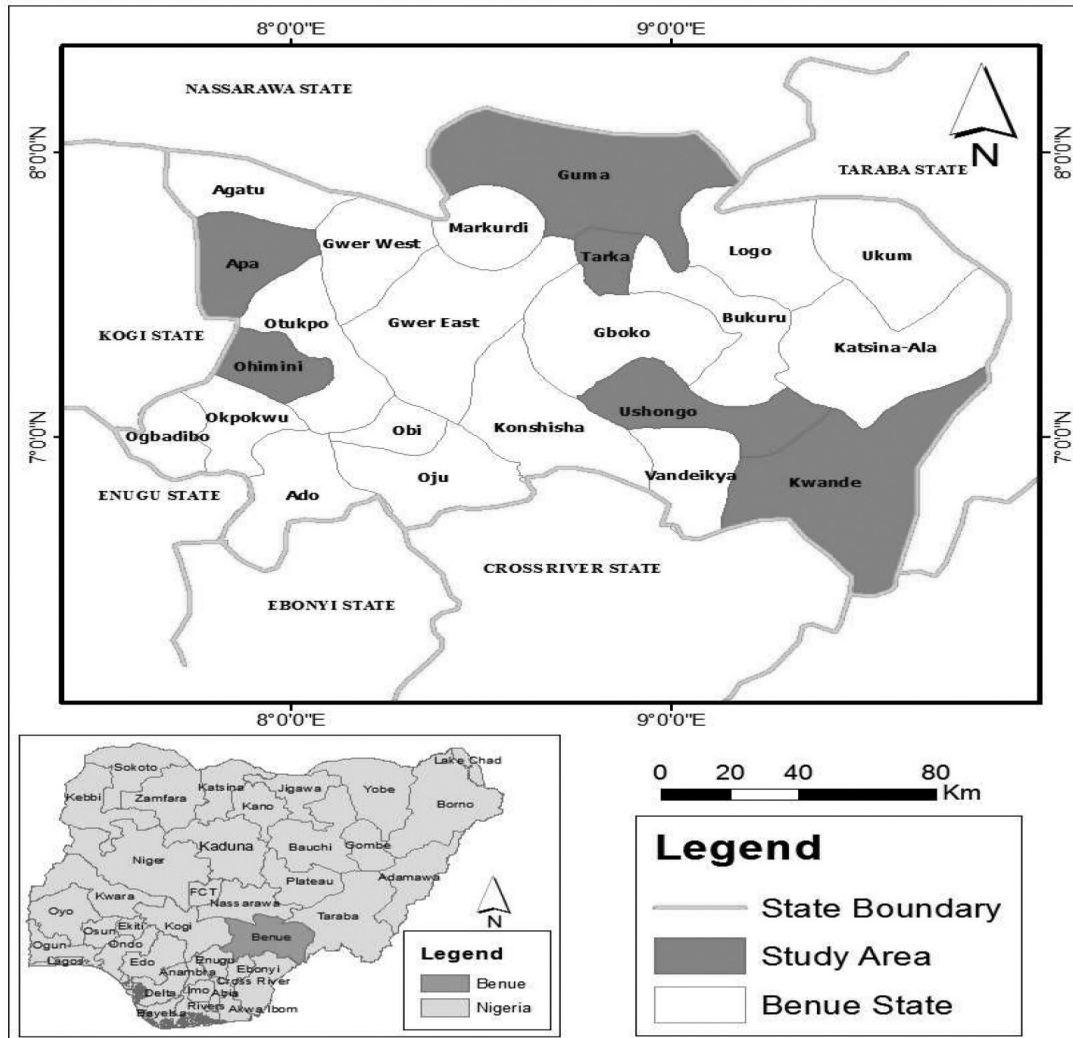 8°0'0"E
9°0'0"E
NASSARAWA STATE
8°0'0"N
8°0'0"N
N
TARABA STATE
Guma
Agatu
Markurdi
Gwer West
Logo
Ukum
Apa
Tarka
Otukpo
Gwer East
Bukuru
Gboko
Katsina-Ala
KOGI STATE
Ohimini
Ushongo
Okpokwu
Ogbadibo
Obi
Konshisha
7°0'0"N
7°0'0"N
Oju
Vandeikya
Kwande
ENUGU STATE
Ado
CROSSRIVER STATE
EBONYI STATE
8°0'0"E
9°0'0"E
Lake Chad
Sokoto
Katsina
Jigawa
Yobe
Kebbi
Zamfara
Kano
Borno
Kaduna
Bauchi
Gombe
Niger
Plateau
Adamawa
FCT
Nassarawa
Kwara
Taraba
Oyo
Ekiti
Kogi
Osun
Benue
Ondo
Ogun
Edo
Enugu
Lagos
Anambra
Ebonyi
Cross River
Delta
Imo
Abia
Rivers
Akwa Ibom
Bayelsa
N
Legend
Benue
Nigeria
0 20 40 80
Km
Legend
State Boundary
Study Area
Benue State